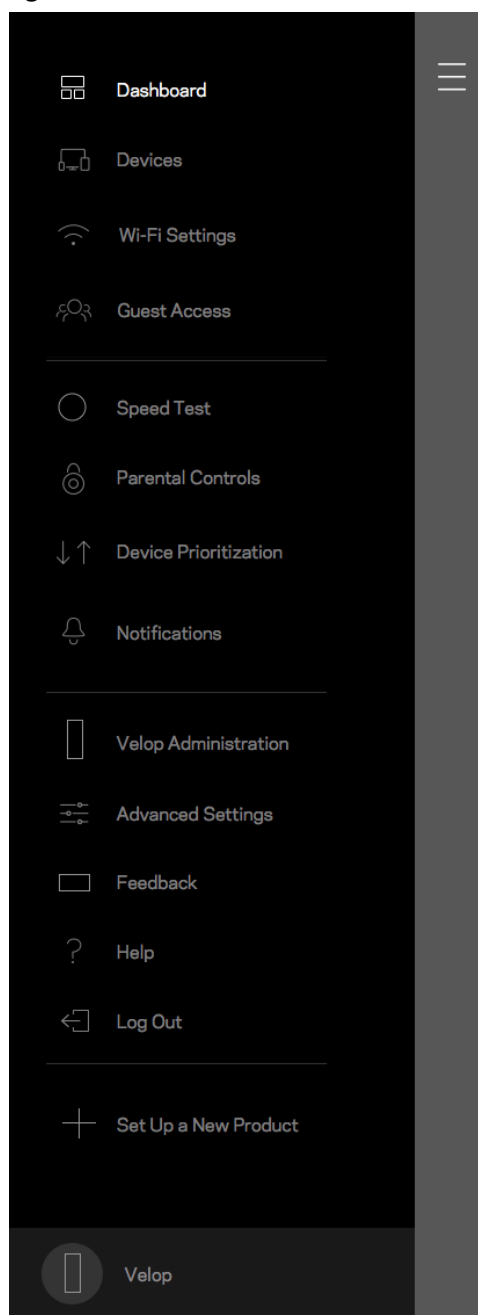 Dashboard
Devices
Wi-Fi Settings
Guest Access
Speed Test
Parental Controls
Device Prioritization
Notifications
Velop Administration
Advanced Settings
Feedback
? Help
Log Out
Set Up a New Product
Velop